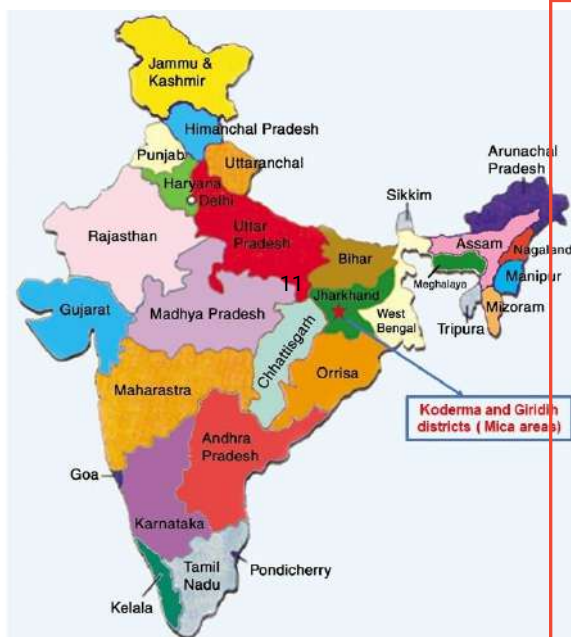 Jammu &
Kashmir
Himanchal Pradesh
Punjab
Uttaranchal
Haryana
Delhi
Arunachal
Pradesh
Sikkim
Rajasthan
Uttar
Pradesh
Assam
Nagaland
Bihar
Meghalaya
Manipur
11
Jharkhand
Gujarat
Madhya Pradesh
West
Bengal
Mizoram
Tripura
Chhattisgarh
Maharastra
Orrisa
Koderma and Giridih
districts ( Mica areas)
Andhra
Pradesh
Goa
Karnataka
Tamil
Nadu
Pondicherry
Kelala